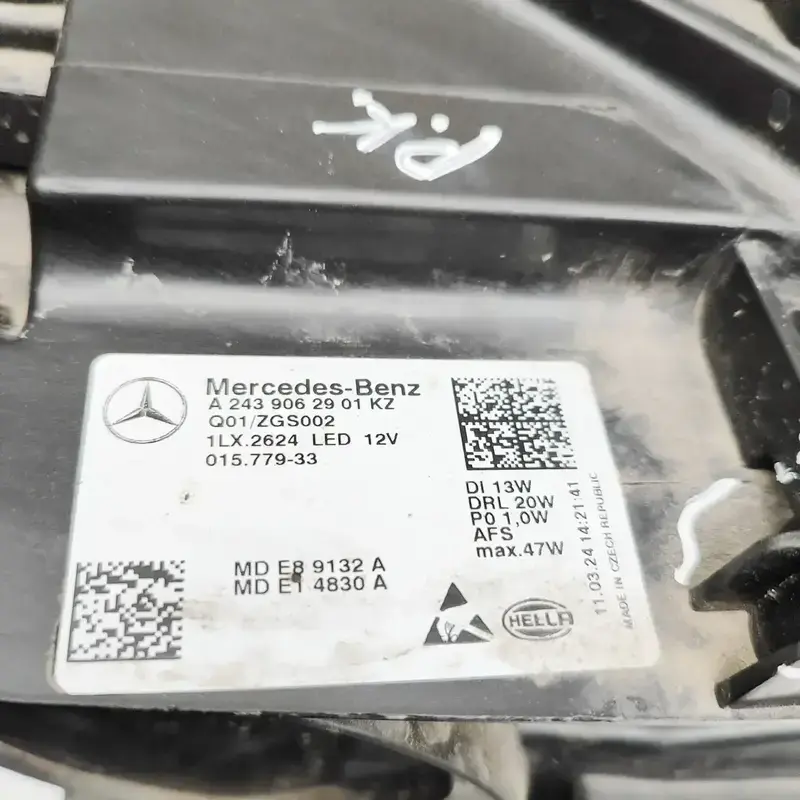 P.K
Mercedes-Benz
A 243 906 29 01 KZ
Q01/ZGS002
1LX.2624 LED 12V
015.779-33
DI 13W
DRL 20W
P0 1,0W
AFS
max.47W
11.03.24 14:21:41
MADE IN CZECH REPUBLIC
MD E8 9132 A
MD E1 4830 A
HELLA